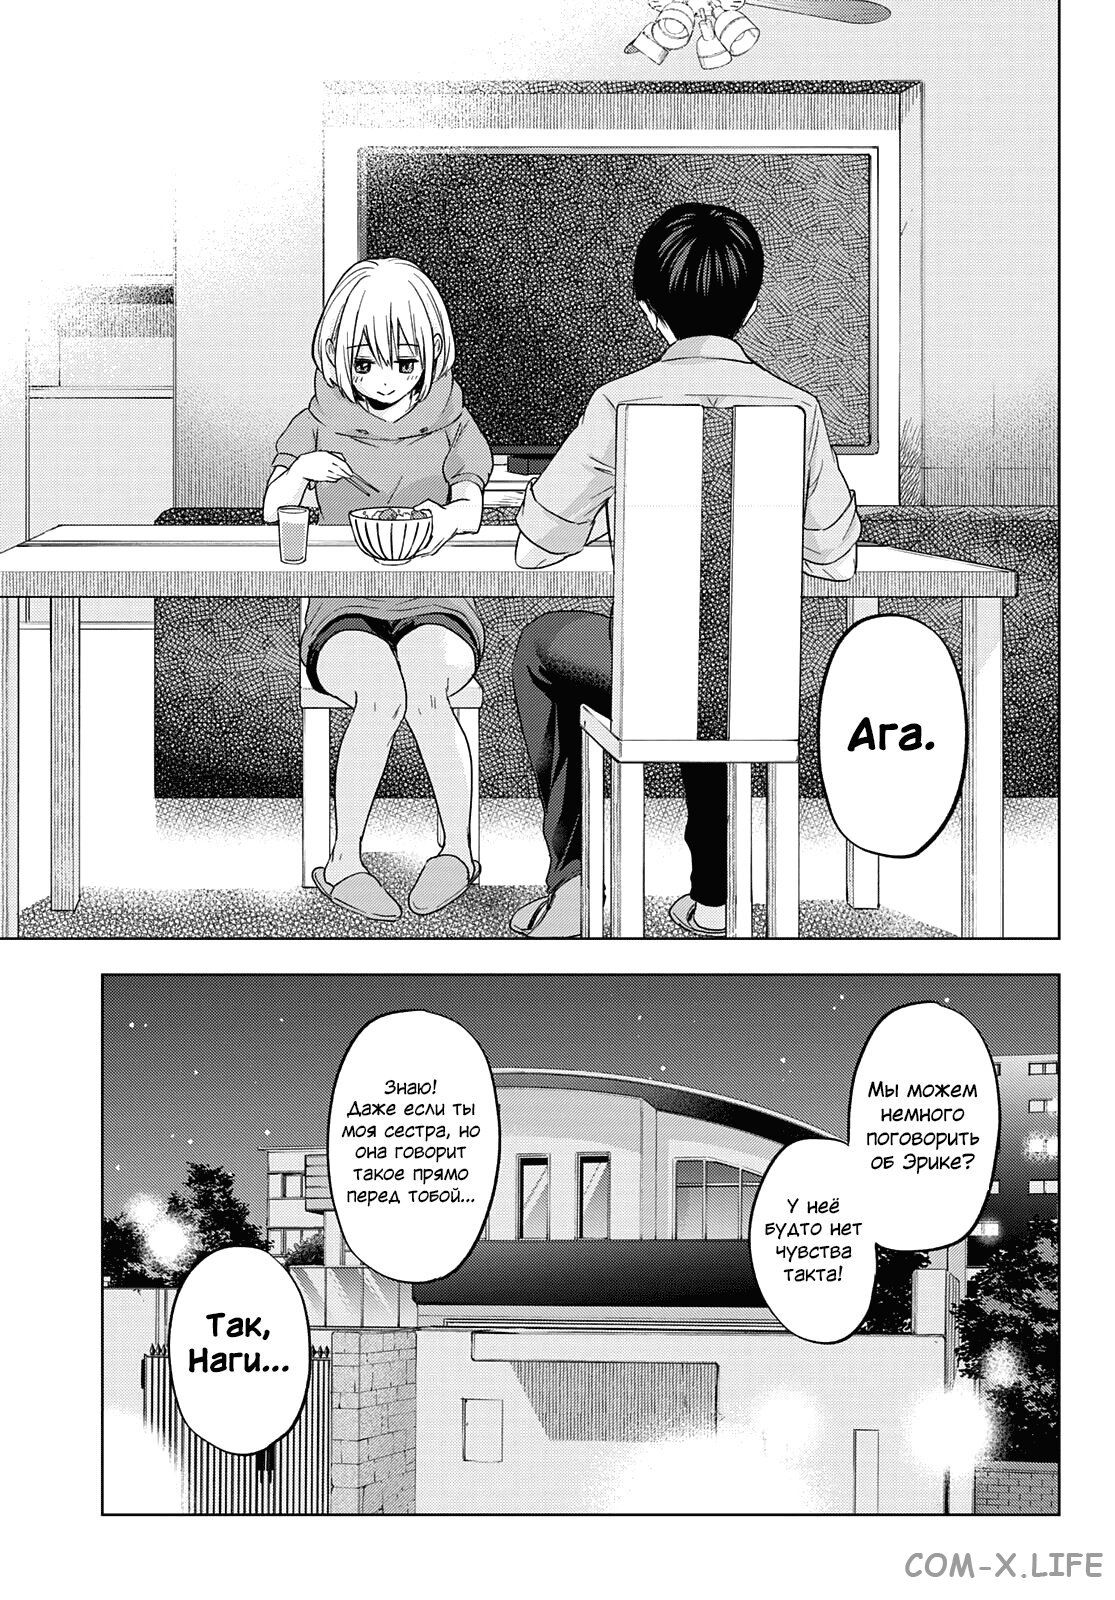 Ага.
Мы можем
немного
поговорить
об Эрике?
У неё
будто нет
чувства
такта!
Знаю!
Даже если ты
моя сестра, но
она говорит
такое прямо
перед тобой...
Так,
Наги...
COM-X.LIFE